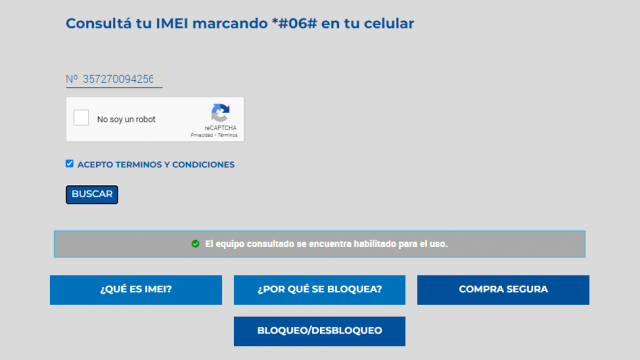 Consultá tu IMEI marcando *#06# en tu celular
Nº 357270094256
No soy un robot
reCAPTCHA
Privacidad - Términos
ACEPTO TERMINOS Y CONDICIONES
BUSCAR
El equipo consultado se encuentra habilitado para el uso.
¿QUÉ ES IMEI?
¿POR QUÉ SE BLOQUEA?
COMPRA SEGURA
BLOQUEO/DESBLOQUEO